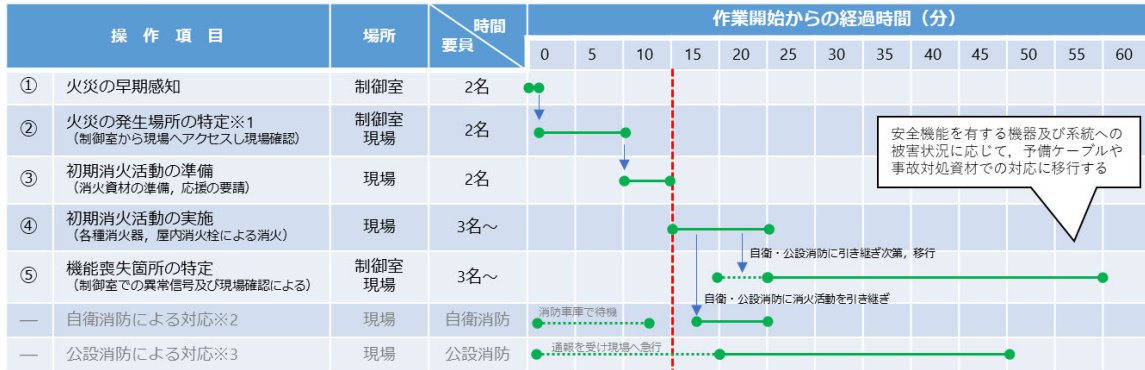 操 作 項 目
場所
時間
要員
作業開始からの経過時間（分）
0 5 10 15 20 25 30 35 40 45 50 55 60
① 火災の早期感知 制御室 2名
② 火災の発生場所の特定※1
（制御室から現場へアクセスし現場確認）
制御室
現場
2名
③ 初期消火活動の準備
（消火資材の準備，応援の要請）
現場 2名
④ 初期消火活動の実施
（各種消火器，屋内消火栓による消火）
現場 3名～
⑤ 機能喪失箇所の特定
（制御室での異常信号及び現場確認による）
制御室
現場
3名～
― 自衛消防による対応※2 現場 自衛消防
― 公設消防による対応※3 現場 公設消防
安全機能を有する機器及び系統への
被害状況に応じて，予備ケーブルや
事故対処資材での対応に移行する
自衛・公設消防に引き継ぎ次第，移行
自衛・公設消防に消火活動を引き継ぎ
消防車庫で待機
通報を受け現場へ急行